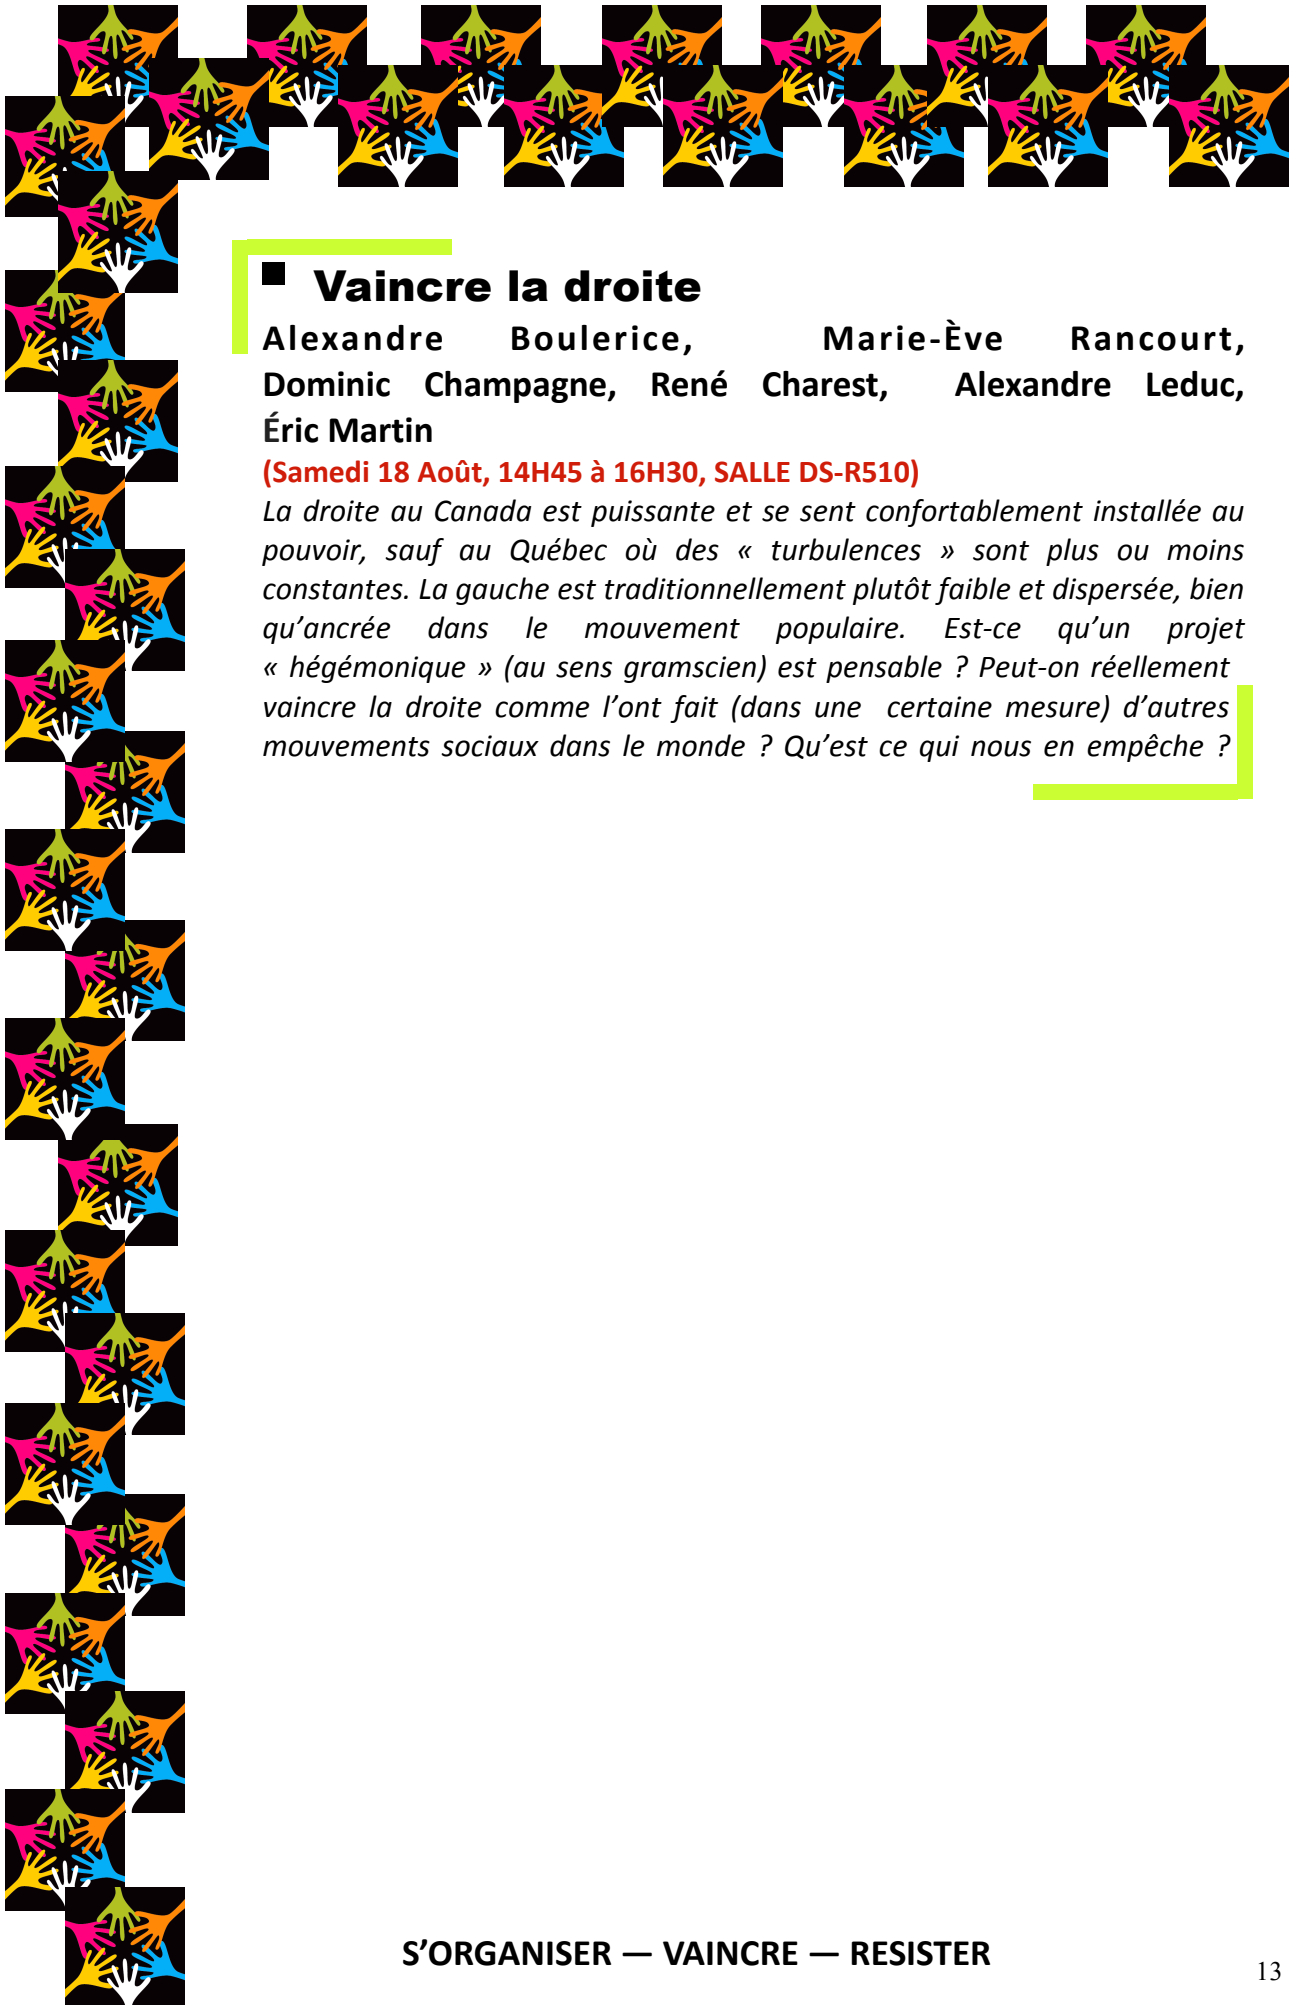 Vaincre la droite
Alexandre Boulerice, Marie-Ève Rancourt,
Dominic Champagne, René Charest, Alexandre Leduc,
Éric Martin
(Samedi 18 Août, 14H45 à 16H30, SALLE DS-R510)
La droite au Canada est puissante et se sent confortablement installée au
pouvoir, sauf au Québec où des « turbulences » sont plus ou moins
constantes. La gauche est traditionnellement plutôt faible et dispersée, bien
qu’ancrée dans le mouvement populaire. Est-ce qu’un projet
« hégémonique » (au sens gramscien) est pensable ? Peut-on réellement
vaincre la droite comme l’ont fait (dans une certaine mesure) d’autres
mouvements sociaux dans le monde ? Qu’est ce qui nous en empêche ?
S’ORGANISER — VAINCRE — RESISTER
13